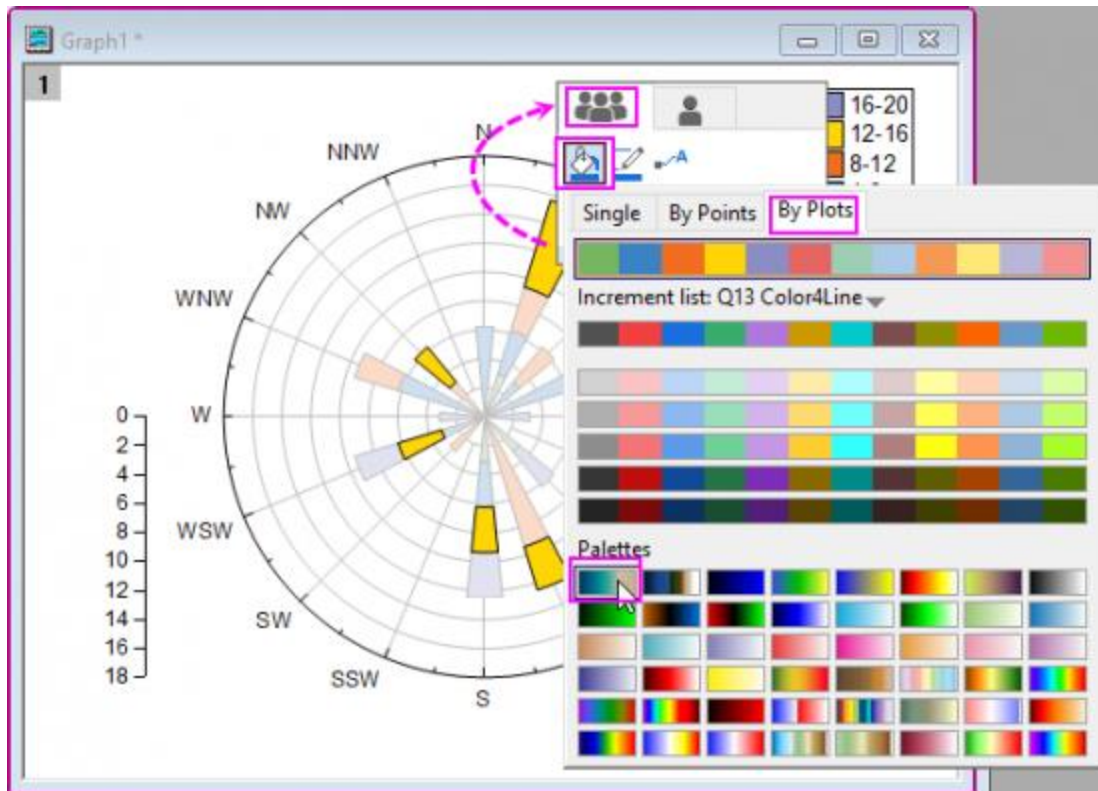 Graph1 *
1
16-20
12-16
8-12
N
NNW
NW
WNW
W
WSW
SW
SSW
S
0
2
4
6
8
10
12
14
16
18
A
Single By Points By Plots
Increment list: Q13 Color4Line
Palettes